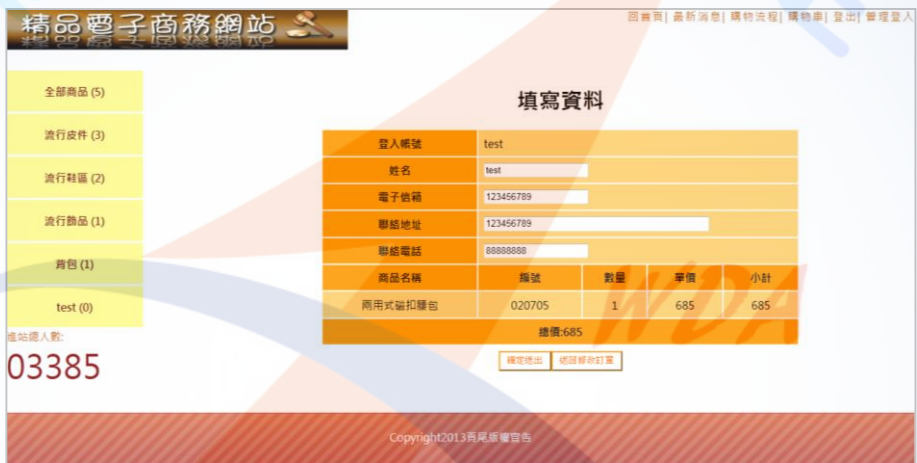 精品電子商務網站
回首頁| 最新消息| 購物流程| 購物車| 登出| 管理登入
全部商品 (5)
流行皮件 (3)
流行鞋區 (2)
流行飾品 (1)
背包 (1)
test (0)
進站總人數:
03385
填寫資料
登入帳號 test
姓名 test
電子信箱 123456789
聯絡地址 123456789
聯絡電話 88888888
商品名稱 編號 數量 單價 小計
兩用式磁扣腰包 020705 1 685 685
總價:685
確定送出 返回修改訂單
WDA
Copyright2013頁尾版權宣告